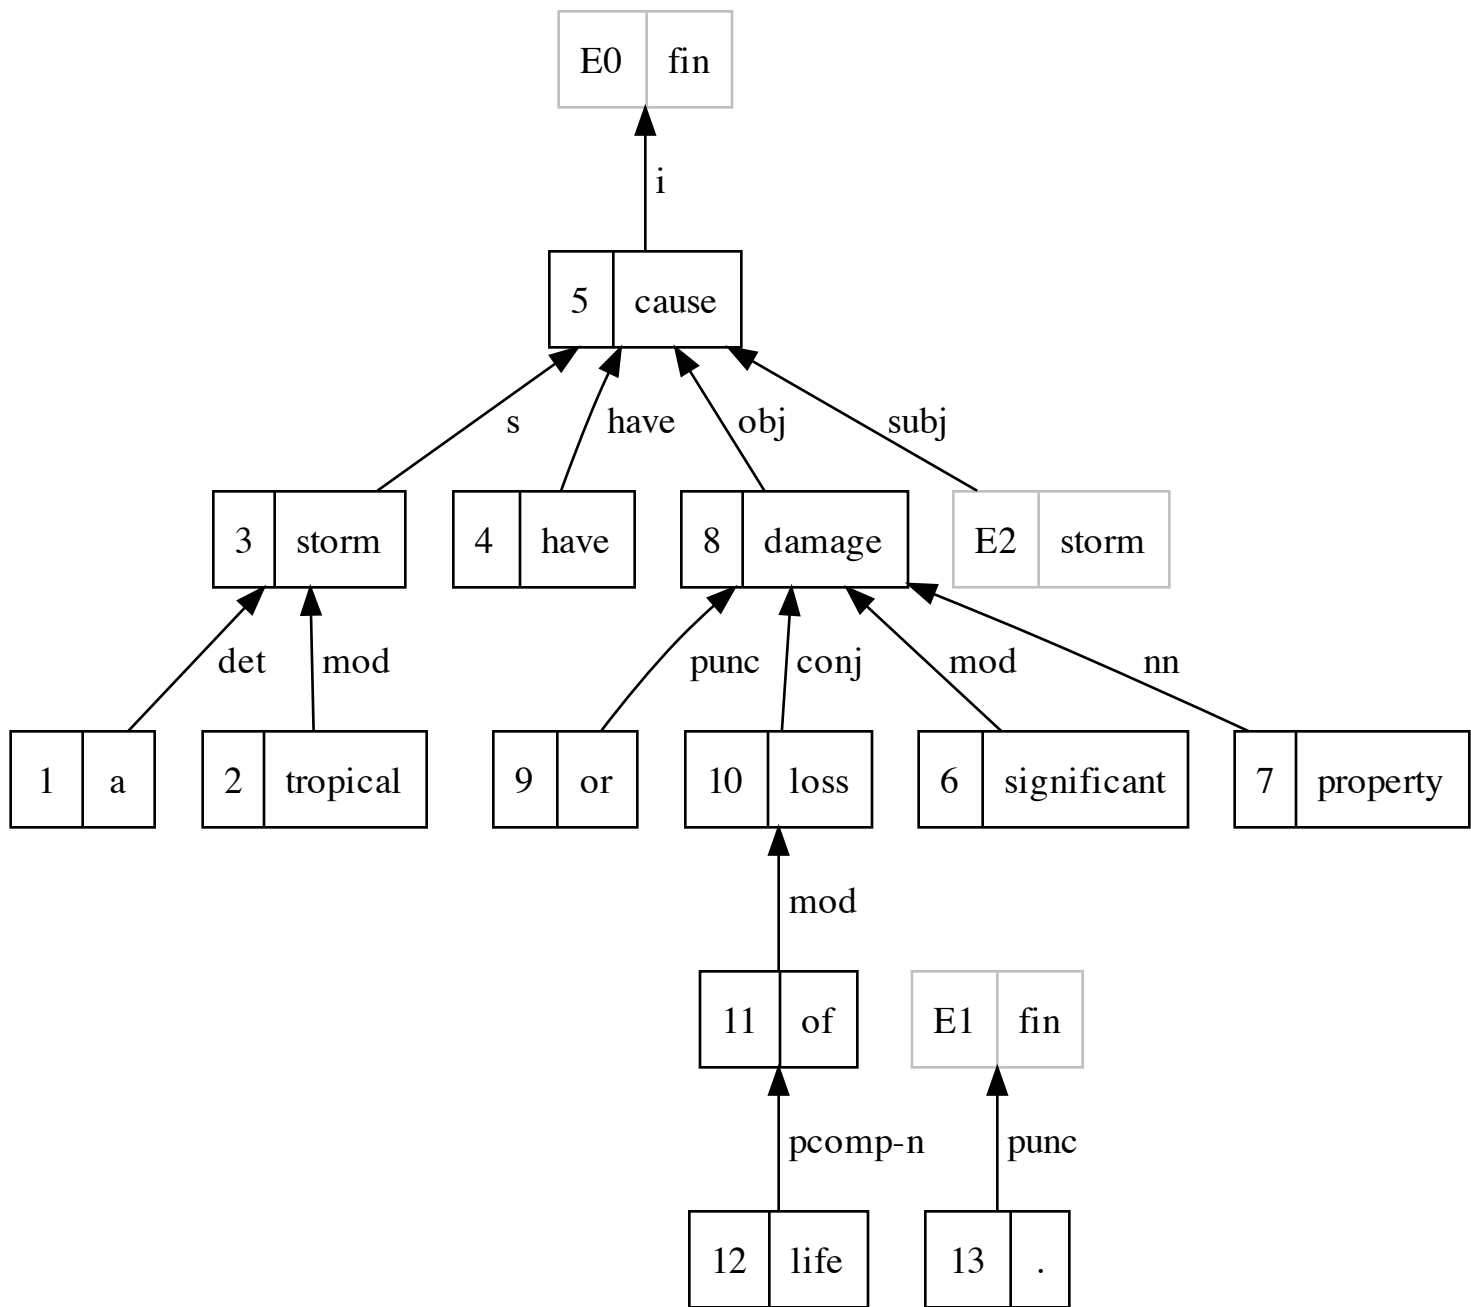 E0 fin
i
5 cause
s have obj subj
3 storm 4 have 8 damage E2 storm
det mod punc conj mod nn
1 a 2 tropical 9 or 10 loss 6 significant 7 property
mod
11 of E1 fin
pcomp-n punc
12 life 13 .